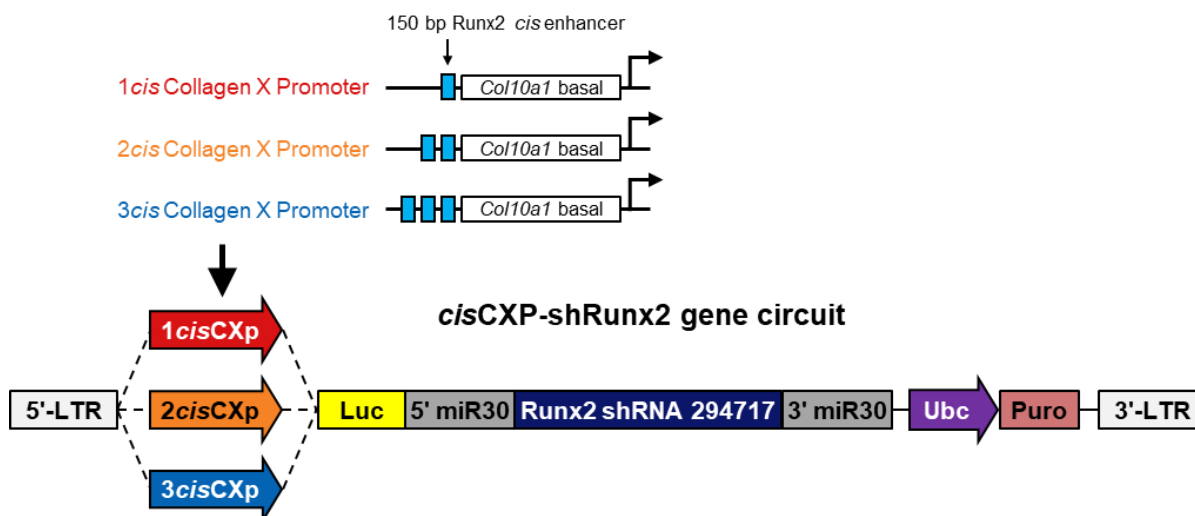 150 bp Runx2 cis enhancer
1cis Collagen X Promoter
Col10a1 basal
2cis Collagen X Promoter
Col10a1 basal
3cis Collagen X Promoter
Col10a1 basal
cisCXP-shRunx2 gene circuit
1cisCXp
5'-LTR
2cisCXp
Luc
5' miR30
Runx2 shRNA 294717
3' miR30
Ubc
Puro
3'-LTR
3cisCXp